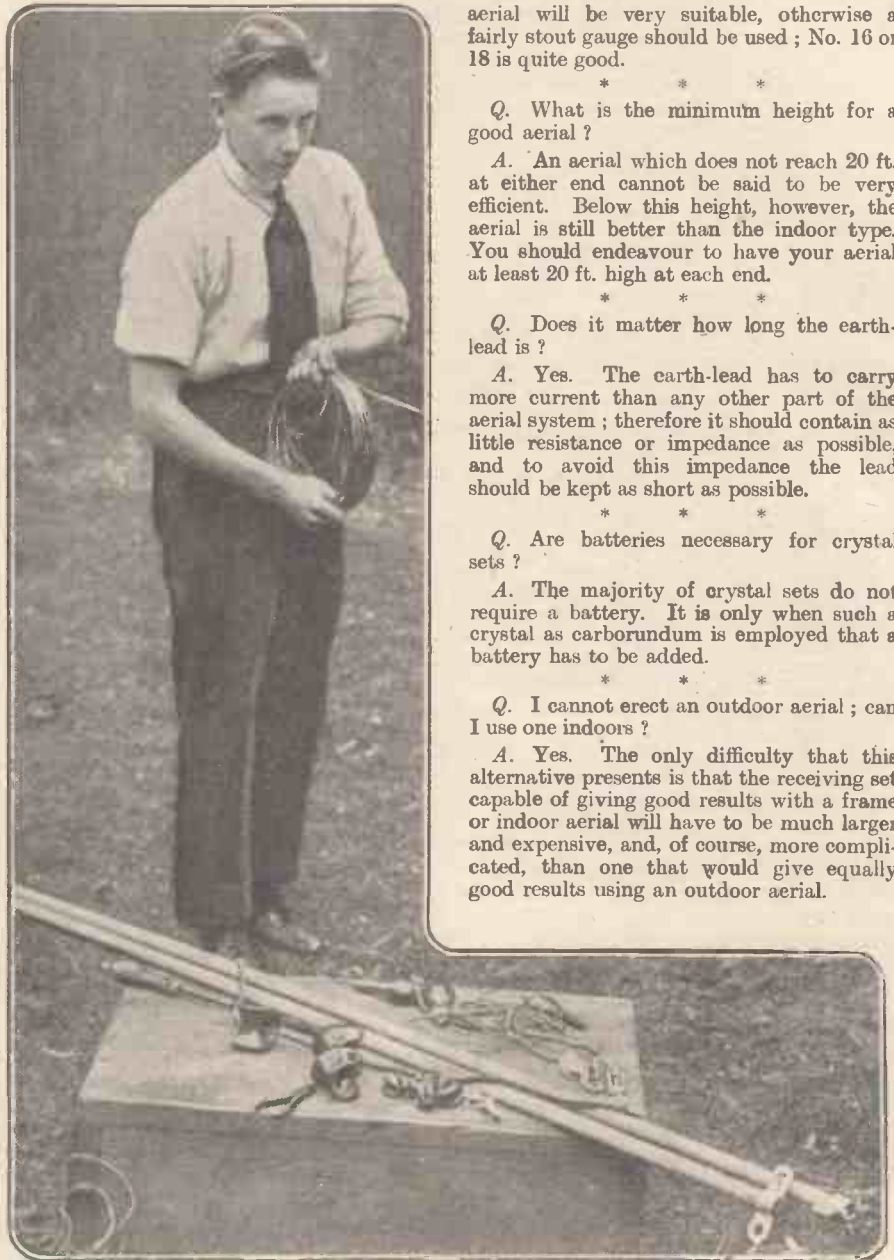 aerial will be very suitable, otherwise a
fairly stout gauge should be used ; No. 16 or
18 is quite good.
* * *
Q. What is the minimum height for a
good aerial ?
A. An aerial which does not reach 20 ft.
at either end cannot be said to be very
efficient. Below this height, however, the
aerial is still better than the indoor type.
You should endeavour to have your aerial
at least 20 ft. high at each end.
* * *
Q. Does it matter how long the earth-
lead is ?
A. Yes. The earth-lead has to carry
more current than any other part of the
aerial system ; therefore it should contain as
little resistance or impedance as possible,
and to avoid this impedance the lead
should be kept as short as possible.
* * *
Q. Are batteries necessary for crystal
sets ?
A. The majority of crystal sets do not
require a battery. It is only when such a
crystal as carborundum is employed that a
battery has to be added.
* * *
Q. I cannot erect an outdoor aerial ; can
I use one indoors ?
A. Yes. The only difficulty that this
alternative presents is that the receiving set
capable of giving good results with a frame
or indoor aerial will have to be much larger
and expensive, and, of course, more compli-
cated, than one that would give equally
good results using an outdoor aerial.